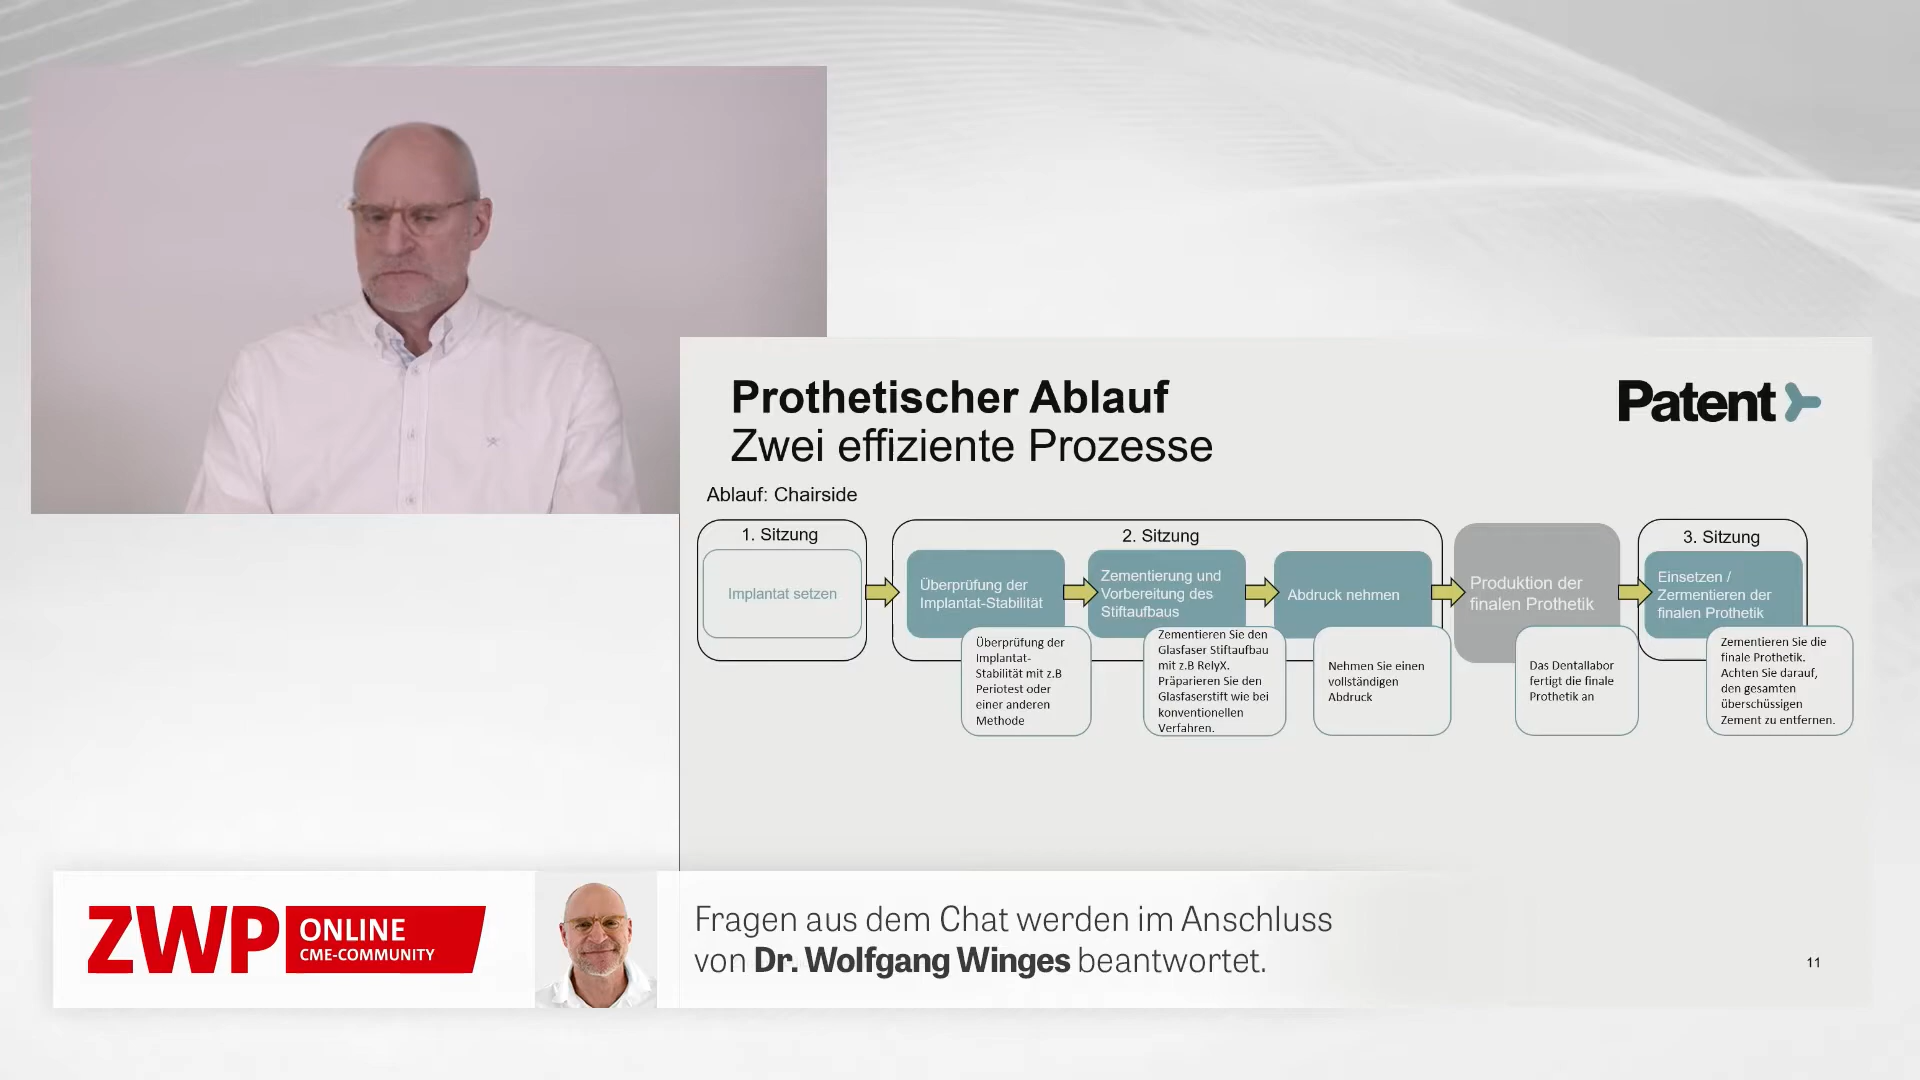 Prothetischer Ablauf
Zwei effiziente Prozesse
Patent
Ablauf: Chairside
1. Sitzung
Implantat setzen
2. Sitzung
Überprüfung der
Implantat-Stabilität
Überprüfung der
Implantat-
Stabilität mit z.B
Periotest oder
einer anderen
Methode
Zementierung und
Vorbereitung des
Stiftaufbaus
Zementieren Sie den
Glasfaser Stiftaufbau
mit z.B RelyX.
Präparieren Sie den
Glasfaserstift wie bei
konventionellen
Verfahren.
Abdruck nehmen
Nehmen Sie einen
vollständigen
Abdruck
Produktion der
finalen Prothetik
Das Dentallabor
fertigt die finale
Prothetik an
3. Sitzung
Einsetzen /
Zermentieren der
finalen Prothetik
Zementieren Sie die
finale Prothetik.
Achten Sie darauf,
den gesamten
überschüssigen
Zement zu entfernen.
ZWP ONLINE
CME-COMMUNITY
Fragen aus dem Chat werden im Anschluss
von Dr. Wolfgang Winges beantwortet.
11